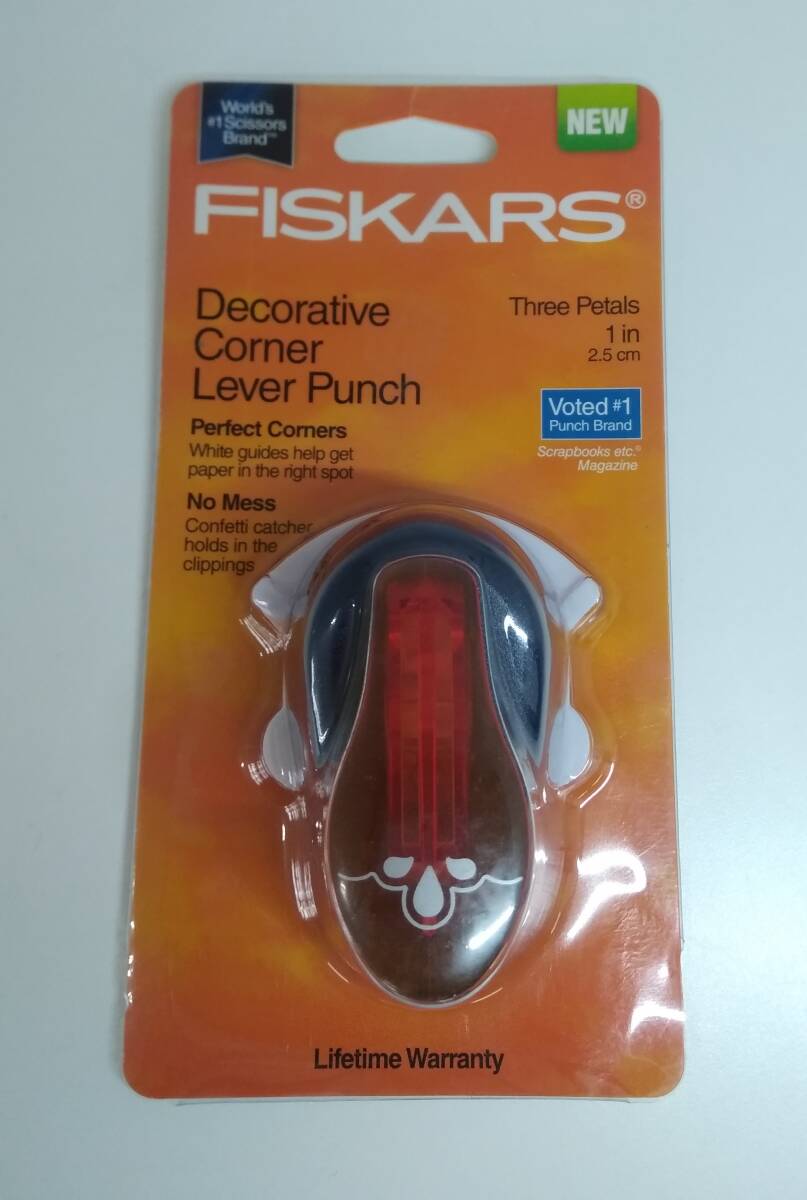 World's
#1 Scissors
Brand™
NEW
FISKARS®
Decorative
Corner
Lever Punch
Three Petals
1 in
2.5 cm
Perfect Corners
White guides help get
paper in the right spot
Voted #1
Punch Brand
Scrapbooks etc.®
Magazine
No Mess
Confetti catcher
holds in the
clippings
Lifetime Warranty